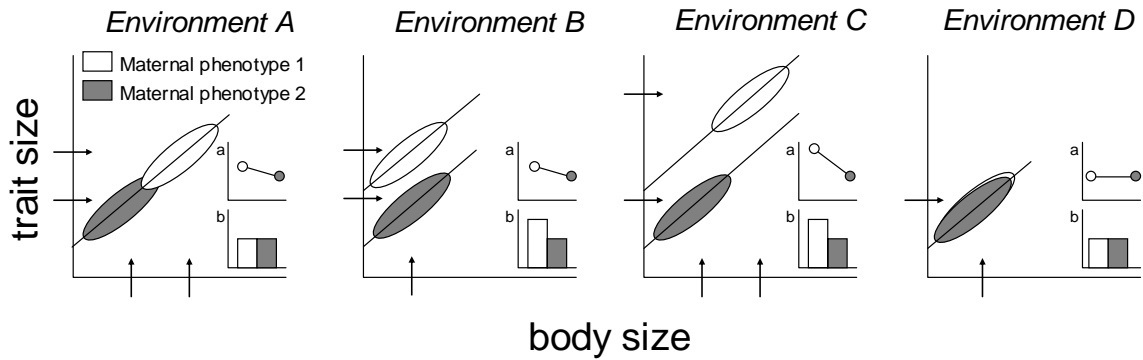 Environment A
Environment B
Environment C
Environment D
Maternal phenotype 1
Maternal phenotype 2
trait size
a
b
a
b
a
b
a
b
body size